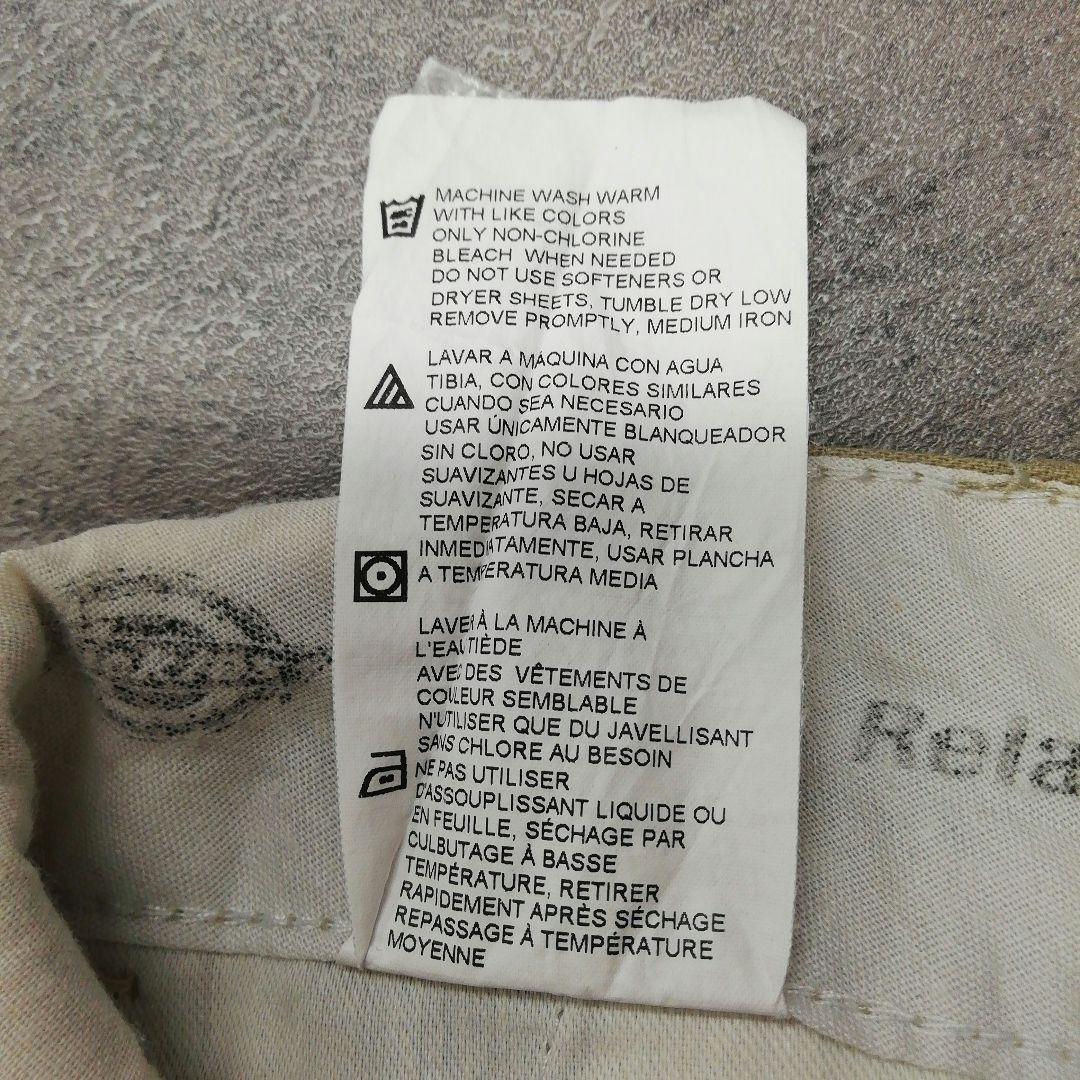 MACHINE WASH WARM
WITH LIKE COLORS
ONLY NON-CHLORINE
BLEACH WHEN NEEDED
DO NOT USE SOFTENERS OR
DRYER SHEETS, TUMBLE DRY LOW
REMOVE PROMPTLY, MEDIUM IRON
LAVAR A MÁQUINA CON AGUA
TIBIA, CON COLORES SIMILARES
CUANDO SEA NECESARIO
USAR ÚNICAMENTE BLANQUEADOR
SIN CLORO, NO USAR
SUAVIZANTES U HOJAS DE
SUAVIZANTE, SECAR A
TEMPERATURA BAJA, RETIRAR
INMEDIATAMENTE, USAR PLANCHA
A TEMPERATURA MEDIA
LAVER À LA MACHINE À
L'EAU TIÈDE
AVEC DES VÊTEMENTS DE
COULEUR SEMBLABLE
N'UTILISER QUE DU JAVELLISANT
SANS CHLORE AU BESOIN
NE PAS UTILISER
D'ASSOUPLISSANT LIQUIDE OU
EN FEUILLE, SÉCHAGE PAR
CULBUTAGE À BASSE
TEMPÉRATURE, RETIRER
RAPIDEMENT APRÈS SÉCHAGE
REPASSAGE À TEMPÉRATURE
MOYENNE
Rela